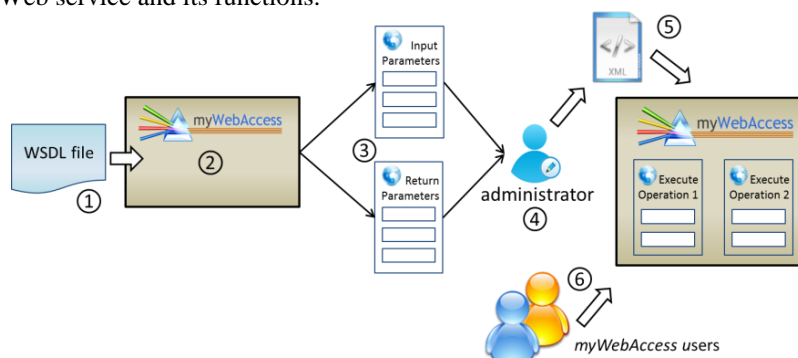 Web service and its functions.
WSDL file
①
myWebAccess
②
Input
Parameters
③
Return
Parameters
administrator
④
</>
XML
⑤
myWebAccess
Execute
Operation 1
Execute
Operation 2
⑥
myWebAccess users